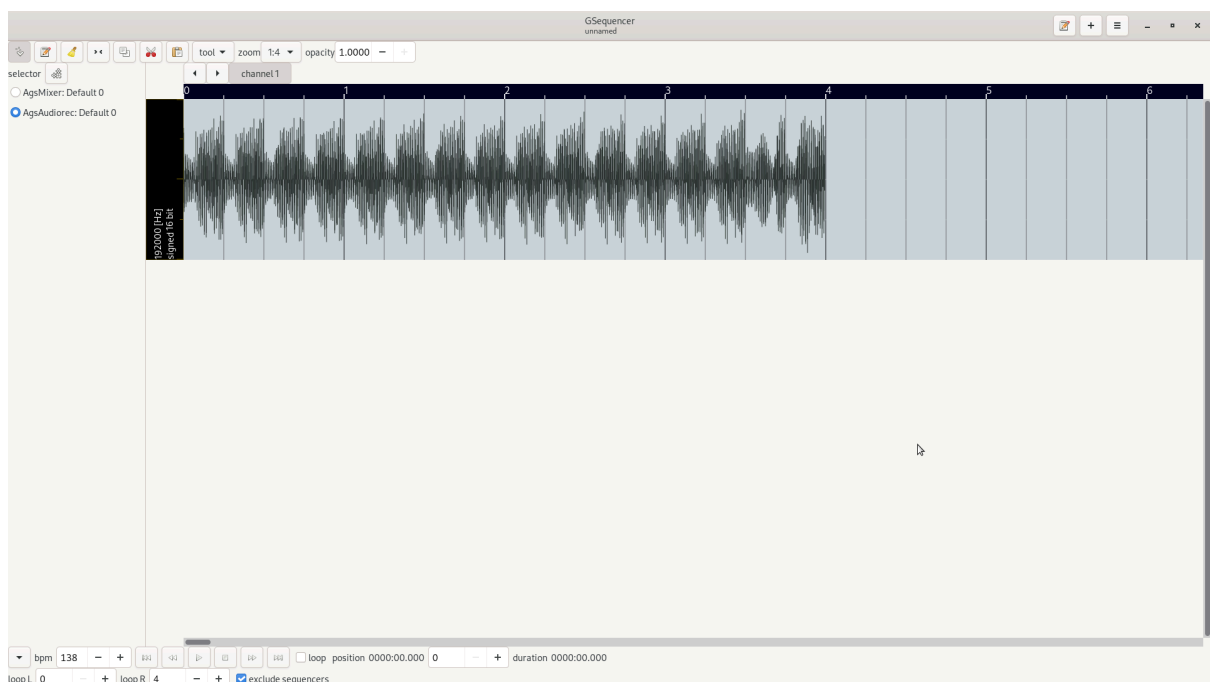 GSequencer
unnamed
tool zoom 1:4 opacity 1.0000 − +
selector channel 1
AgsMixer: Default 0
AgsAudiorec: Default 0
0 1 2 3 4 5 6
192000 [Hz]
signed 16 bit
bpm 138 − + loop position 0000:00.000 0 − + duration 0000:00.000
loop L 0 − + loop R 4 − + exclude sequencers